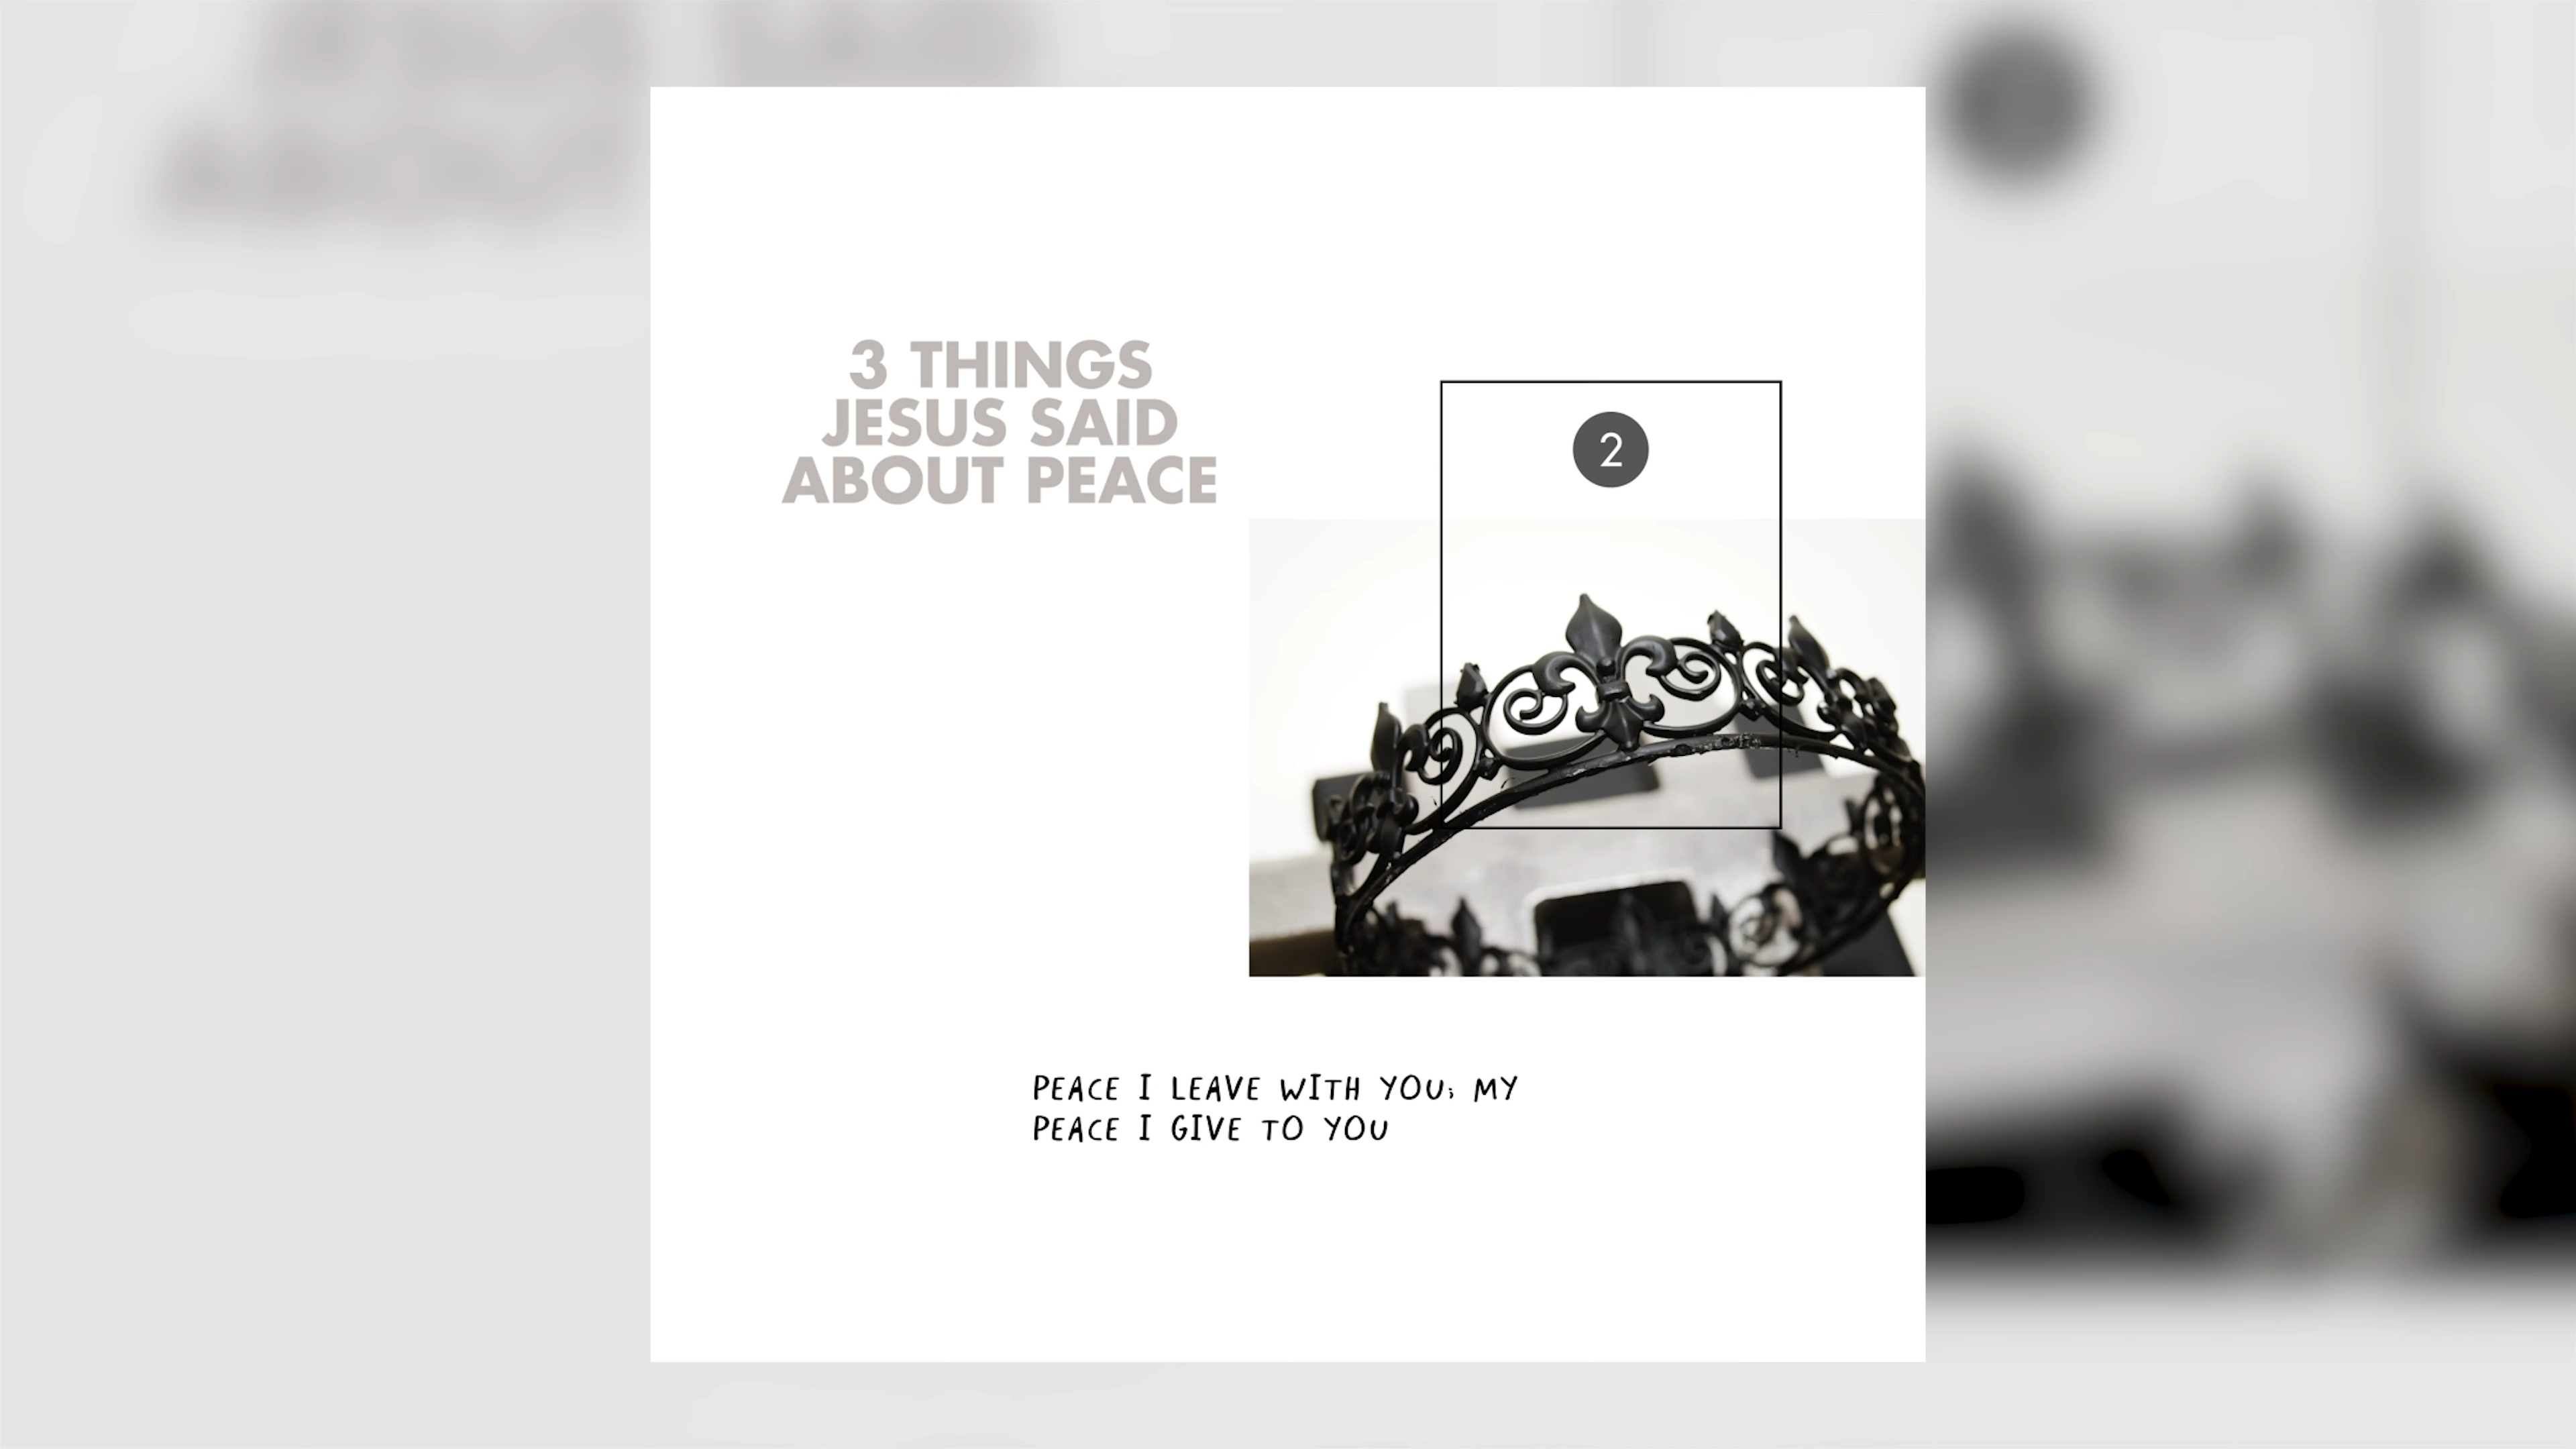 3 THINGS
JESUS SAID
ABOUT PEACE
2
PEACE I LEAVE WITH YOU; MY
PEACE I GIVE TO YOU